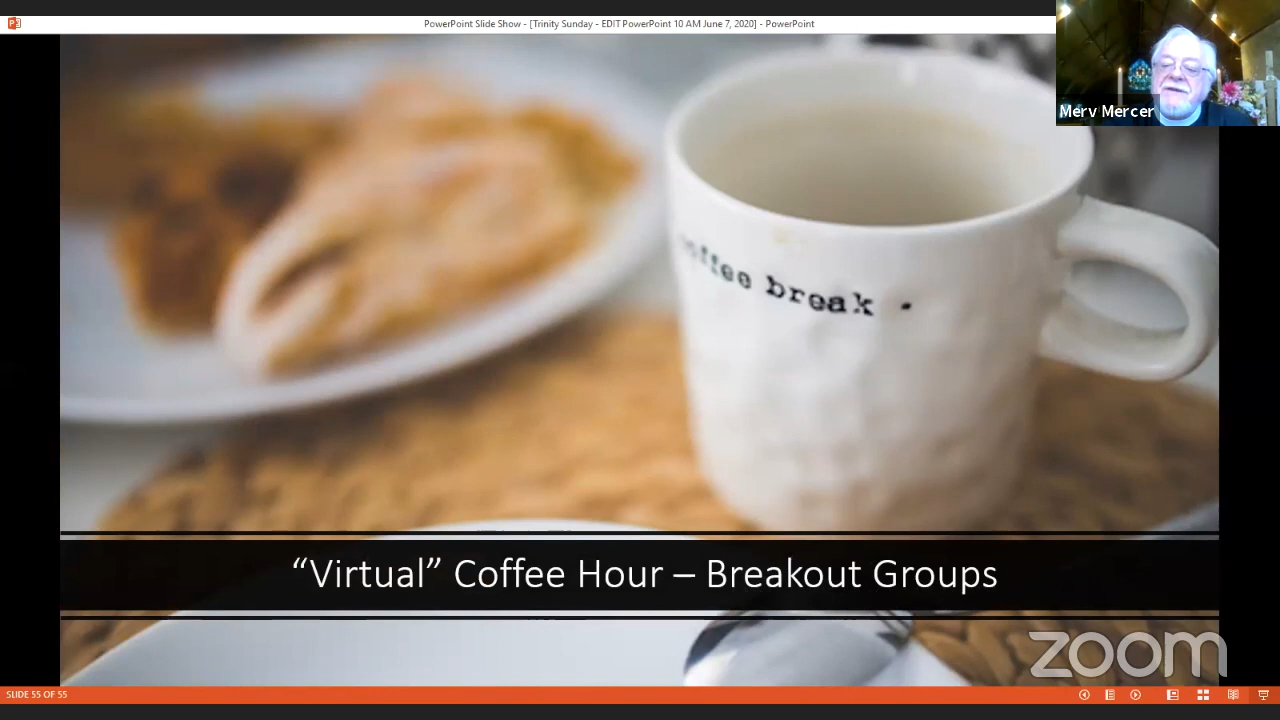 PowerPoint Slide Show - [Trinity Sunday - EDIT PowerPoint 10 AM June 7, 2020] - PowerPoint
Merv Mercer
coffee break -
“Virtual” Coffee Hour – Breakout Groups
zoom
SLIDE 55 OF 55